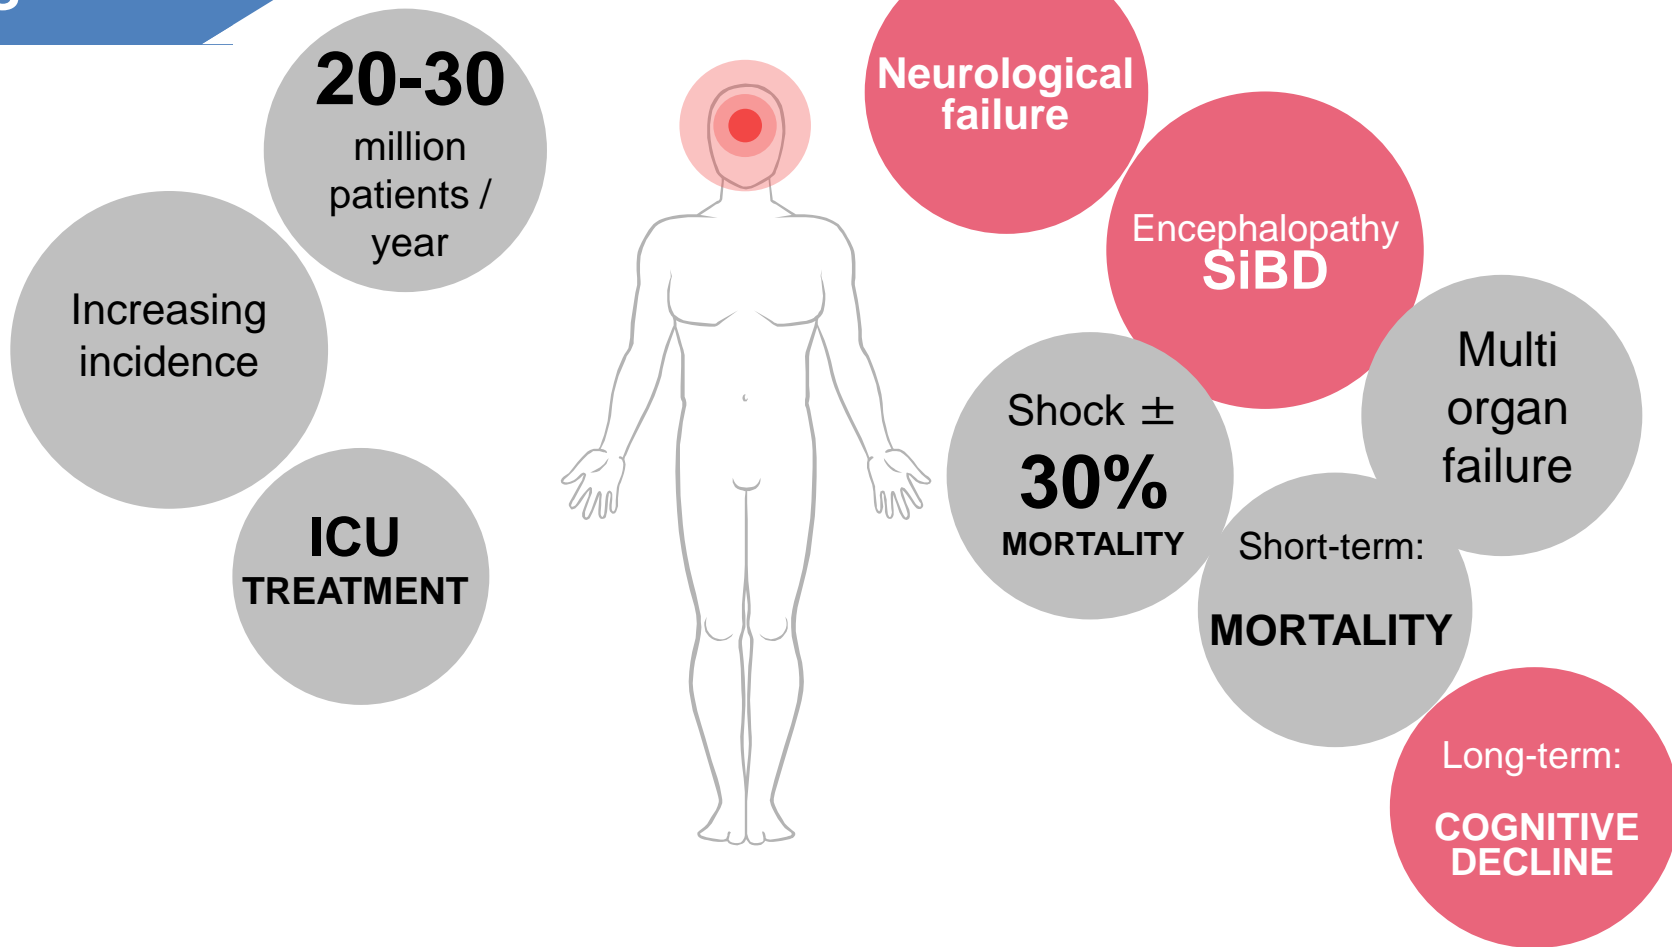 20-30
million
patients /
year
Increasing
incidence
ICU
TREATMENT
Neurological
failure
Encephalopathy
SiBD
Multi
organ
failure
Shock ±
30%
MORTALITY
Short-term:
MORTALITY
Long-term:
COGNITIVE
DECLINE